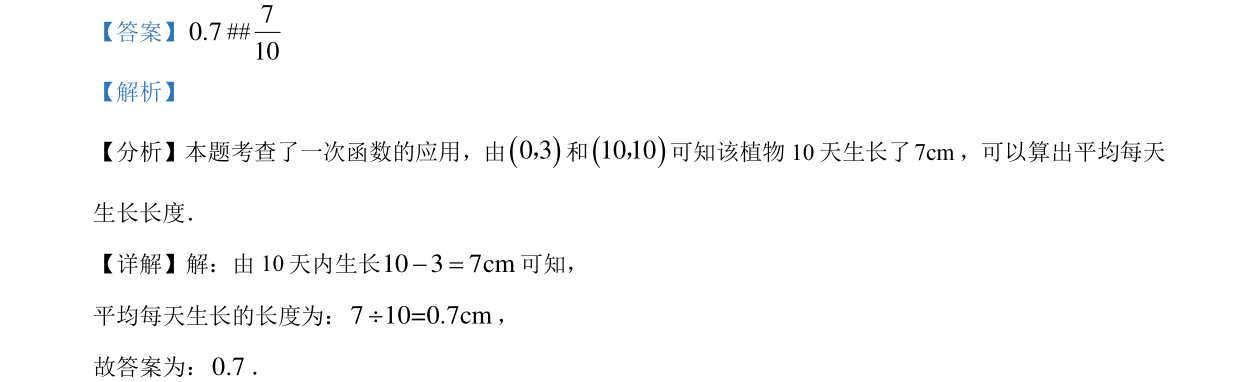 【答案】0.7 ## 7/10
【解析】
【分析】本题考查了一次函数的应用，由(0,3)和(10,10)可知该植物 10 天生长了7cm，可以算出平均每天
生长长度．
【详解】解：由 10 天内生长10－3＝7cm可知，
平均每天生长的长度为：7÷10=0.7cm，
故答案为：0.7．